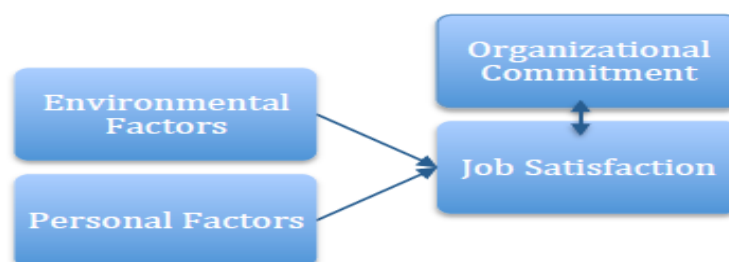 Organizational
Commitment
Environmental
Factors
Job Satisfaction
Personal Factors